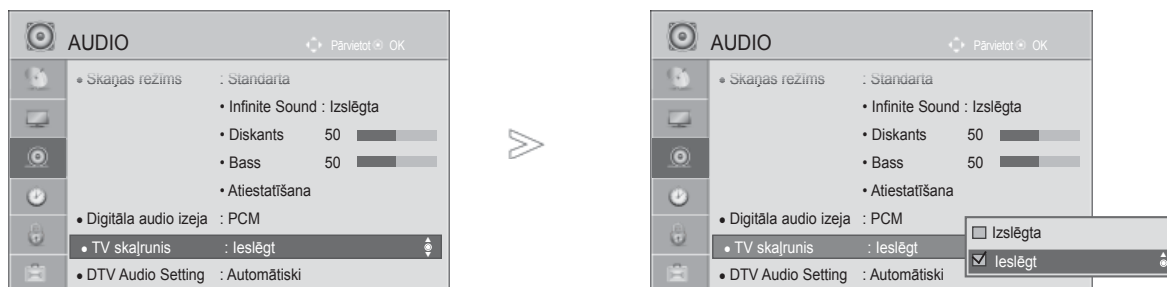 AUDIO Pārvietot OK
• Skaņas režīms : Standarta
• Infinite Sound : Izslēgta
• Diskants 50
• Bass 50
• Atiestatīšana
• Digitāla audio izeja : PCM
• TV skaļrunis : Ieslēgt
• DTV Audio Setting : Automātiski
AUDIO Pārvietot OK
• Skaņas režīms : Standarta
• Infinite Sound : Izslēgta
• Diskants 50
• Bass 50
• Atiestatīšana
• Digitāla audio izeja : PCM
• TV skaļrunis : Ieslēgt
• DTV Audio Setting : Automātiski
Izslēgta
Ieslēgt